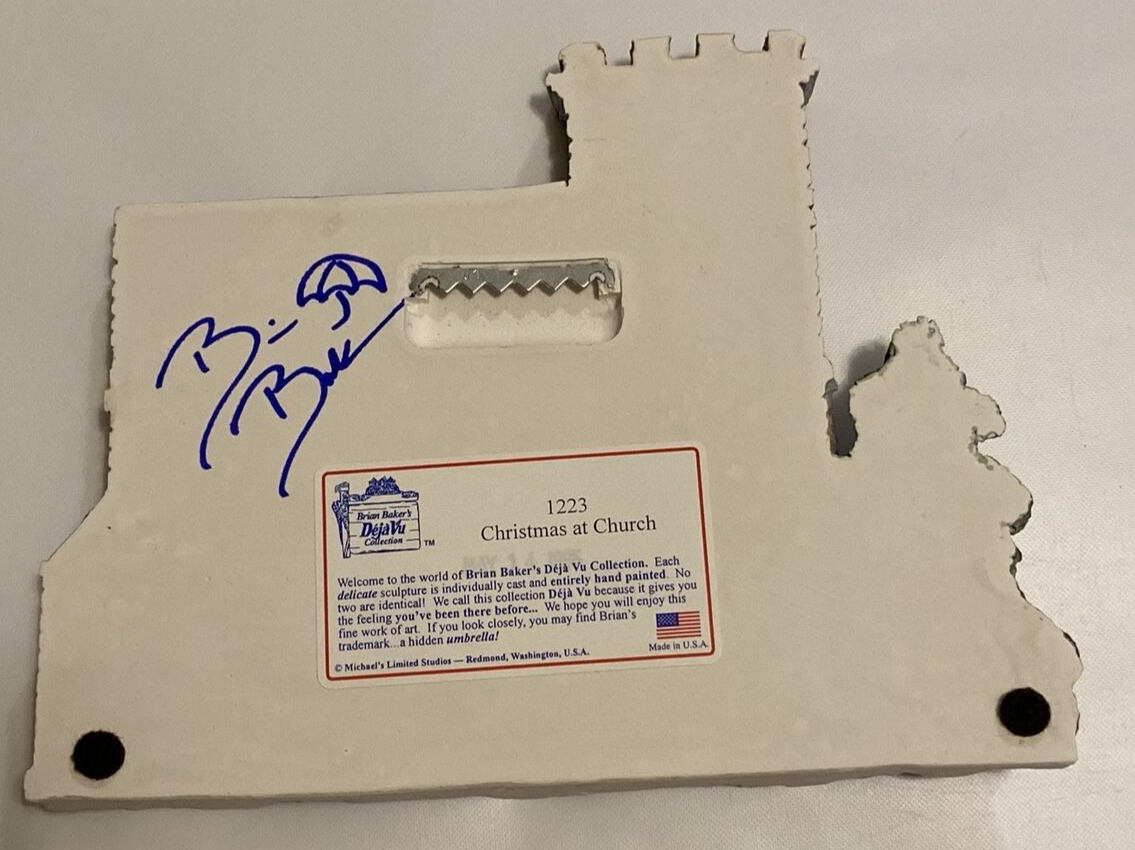 Brian
Baker
Brian Baker's
Déjà Vu
Collection
TM
1223
Christmas at Church
Welcome to the world of Brian Baker's Déjà Vu Collection. Each
delicate sculpture is individually cast and entirely hand painted. No
two are identical! We call this collection Déjà Vu because it gives you
the feeling you've been there before... We hope you will enjoy this
fine work of art. If you look closely, you may find Brian's
trademark...a hidden umbrella!
Made in U.S.A.
© Michael's Limited Studios — Redmond, Washington, U.S.A.